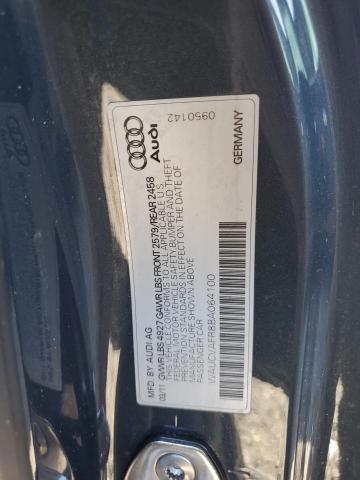 Audi
0950142
GERMANY
MFD. BY AUDI AG
03/11 GVWR LBS 4927 GAWR LBS FRONT 2579/REAR 2458
THIS VEHICLE CONFORMS TO ALL APPLICABLE U.S.
FEDERAL MOTOR VEHICLE SAFETY BUMPER AND THEFT
PREVENTION STANDARDS IN EFFECT ON THE DATE OF
MANUFACTURE SHOWN ABOVE
PASSENGER CAR
WAUCVAFR8BA064100